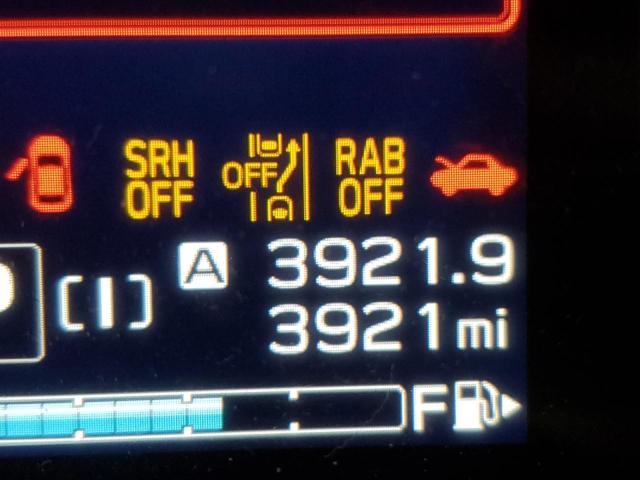 SRH OFF
OFF
RAB OFF
A 3921.9
[I] 3921 mi
F